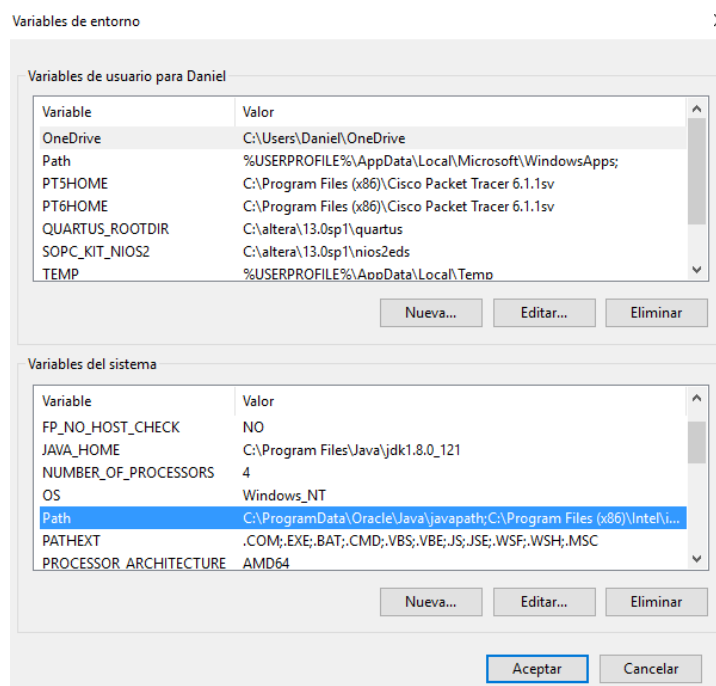 Variables de entorno
Variables de usuario para Daniel
Variable Valor
OneDrive C:\Users\Daniel\OneDrive
Path %USERPROFILE%\AppData\Local\Microsoft\WindowsApps;
PT5HOME C:\Program Files (x86)\Cisco Packet Tracer 6.1.1sv
PT6HOME C:\Program Files (x86)\Cisco Packet Tracer 6.1.1sv
QUARTUS_ROOTDIR C:\altera\13.0sp1\quartus
SOPC_KIT_NIOS2 C:\altera\13.0sp1\nios2eds
TEMP %USERPROFILE%\AppData\Local\Temp
Nueva... Editar... Eliminar
Variables del sistema
Variable Valor
FP_NO_HOST_CHECK NO
JAVA_HOME C:\Program Files\Java\jdk1.8.0_121
NUMBER_OF_PROCESSORS 4
OS Windows_NT
Path C:\ProgramData\Oracle\Java\javapath;C:\Program Files (x86)\Intel\i...
PATHEXT .COM;.EXE;.BAT;.CMD;.VBS;.VBE;.JS;.JSE;.WSF;.WSH;.MSC
PROCESSOR_ARCHITECTURE AMD64
Nueva... Editar... Eliminar
Aceptar Cancelar